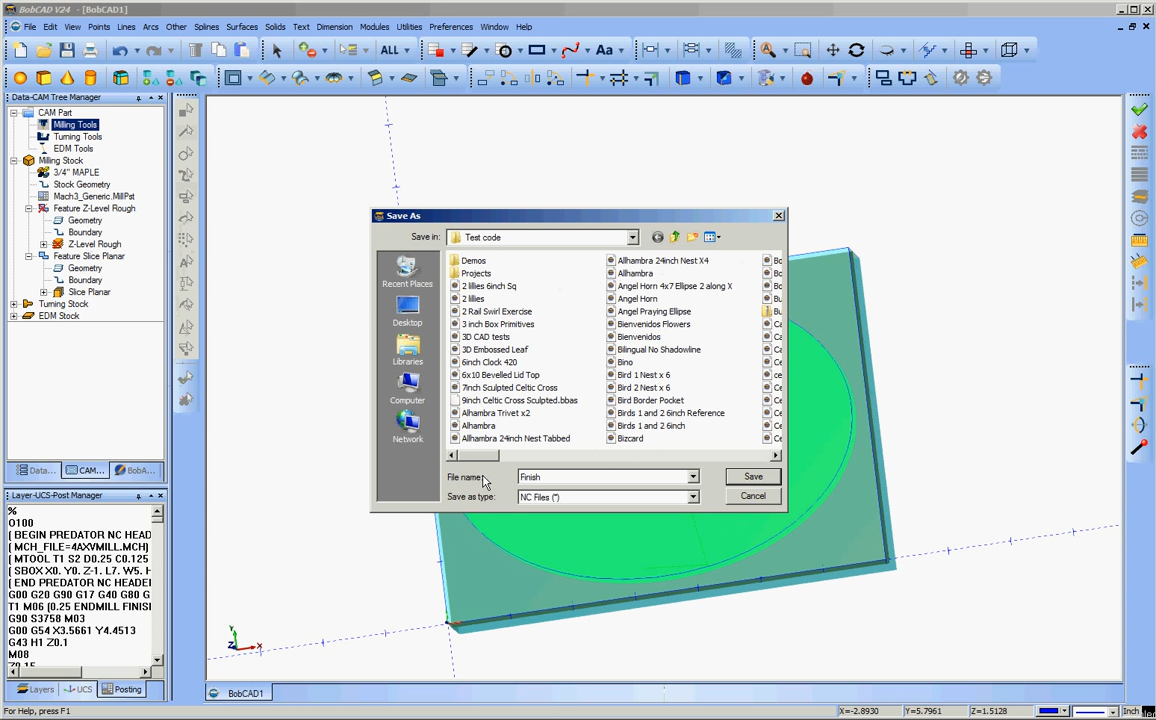 BobCAD V24 - [BobCAD1]
File Edit View Points Lines Arcs Other Splines Surfaces Solids Text Dimension Modules Utilities Preferences Window Help
ALL
Aa
Data-CAM Tree Manager
CAM Part
Milling Tools
Turning Tools
EDM Tools
Milling Stock
3/4" MAPLE
Stock Geometry
Mach3_Generic.MillPst
Feature Z-Level Rough
Geometry
Boundary
Z-Level Rough
Feature Slice Planar
Geometry
Boundary
Slice Planar
Turning Stock
EDM Stock
Data... CAM... BobA...
Layer-UCS-Post Manager
%
O100
( BEGIN PREDATOR NC HEAD
( MCH_FILE=4AXVMILL.MCH)
( MTOOL T1 S2 D0.25 C0.125
( SBOX X0. Y0. Z-1. L7. W5. H
( END PREDATOR NC HEADER
G00 G20 G90 G17 G40 G80 G
T1 M06 (0.25 ENDMILL FINISH
G90 S3758 M03
G00 G54 X3.5661 Y4.4513
G43 H1 Z0.1
M08
Layers UCS Posting
For Help, press F1
Save As
Save in: Test code
Recent Places
Desktop
Libraries
Computer
Network
Demos
Projects
2 lillies 6inch Sq
2 lillies
2 Rail Swirl Exercise
3 inch Box Primitives
3D CAD tests
3D Embossed Leaf
6inch Clock 420
6x10 Bevelled Lid Top
7inch Sculpted Celtic Cross
9inch Celtic Cross Sculpted.bbas
Alhambra Trivet x2
Alhambra
Allhambra 24inch Nest Tabbed
Allhambra 24inch Nest X4
Allhambra
Angel Horn 4x7 Ellipse 2 along X
Angel Horn
Angel Praying Ellipse
Bienvenidos Flowers
Bienvenidos
Bilingual No Shadowline
Bino
Bird 1 Nest x 6
Bird 2 Nest x 6
Bird Border Pocket
Birds 1 and 2 6inch Reference
Birds 1 and 2 6inch
Bizcard
File name: Finish
Save as type: NC Files (*)
Save
Cancel
Y
Z
X
BobCAD1
X=-2.8930 Y=5.7961 Z=1.5128 Inch